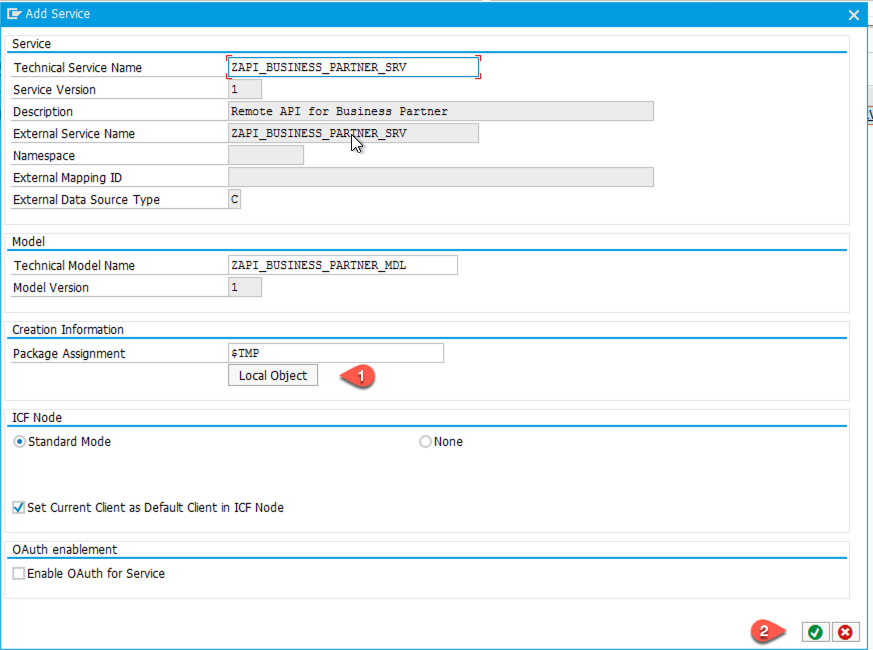 Add Service
Service
Technical Service Name ZAPI_BUSINESS_PARTNER_SRV
Service Version 1
Description Remote API for Business Partner
External Service Name ZAPI_BUSINESS_PARTNER_SRV
Namespace
External Mapping ID
External Data Source Type C
Model
Technical Model Name ZAPI_BUSINESS_PARTNER_MDL
Model Version 1
Creation Information
Package Assignment $TMP
Local Object 1
ICF Node
Standard Mode None
Set Current Client as Default Client in ICF Node
OAuth enablement
Enable OAuth for Service
2